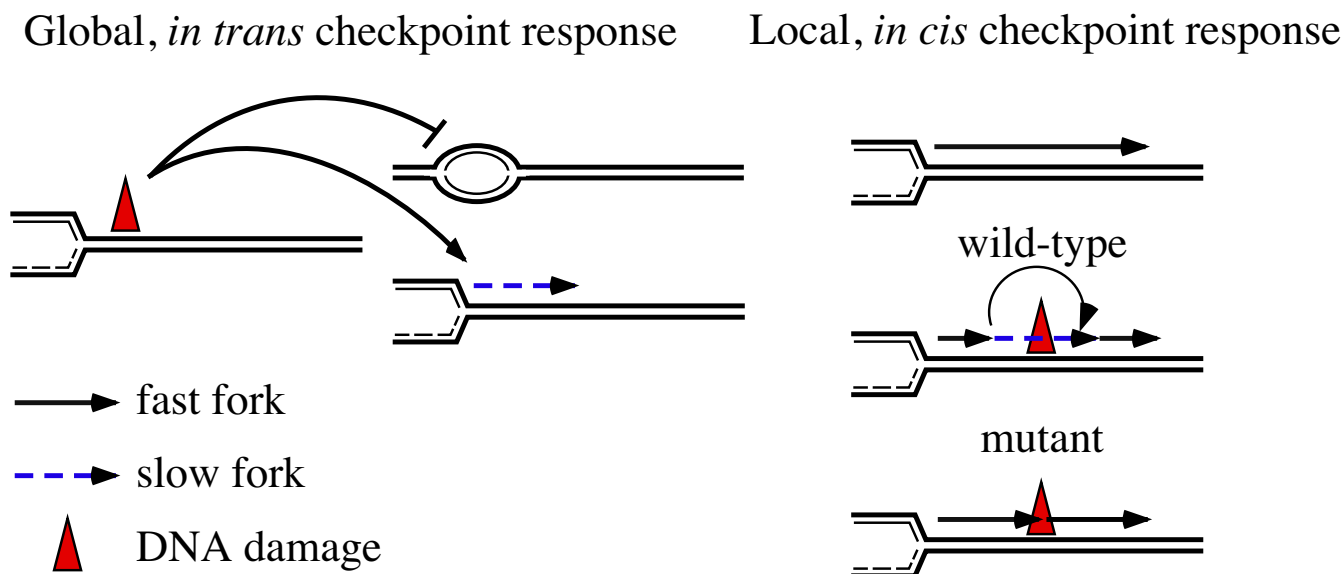 Global, in trans checkpoint response
Local, in cis checkpoint response
wild-type
mutant
fast fork
slow fork
DNA damage